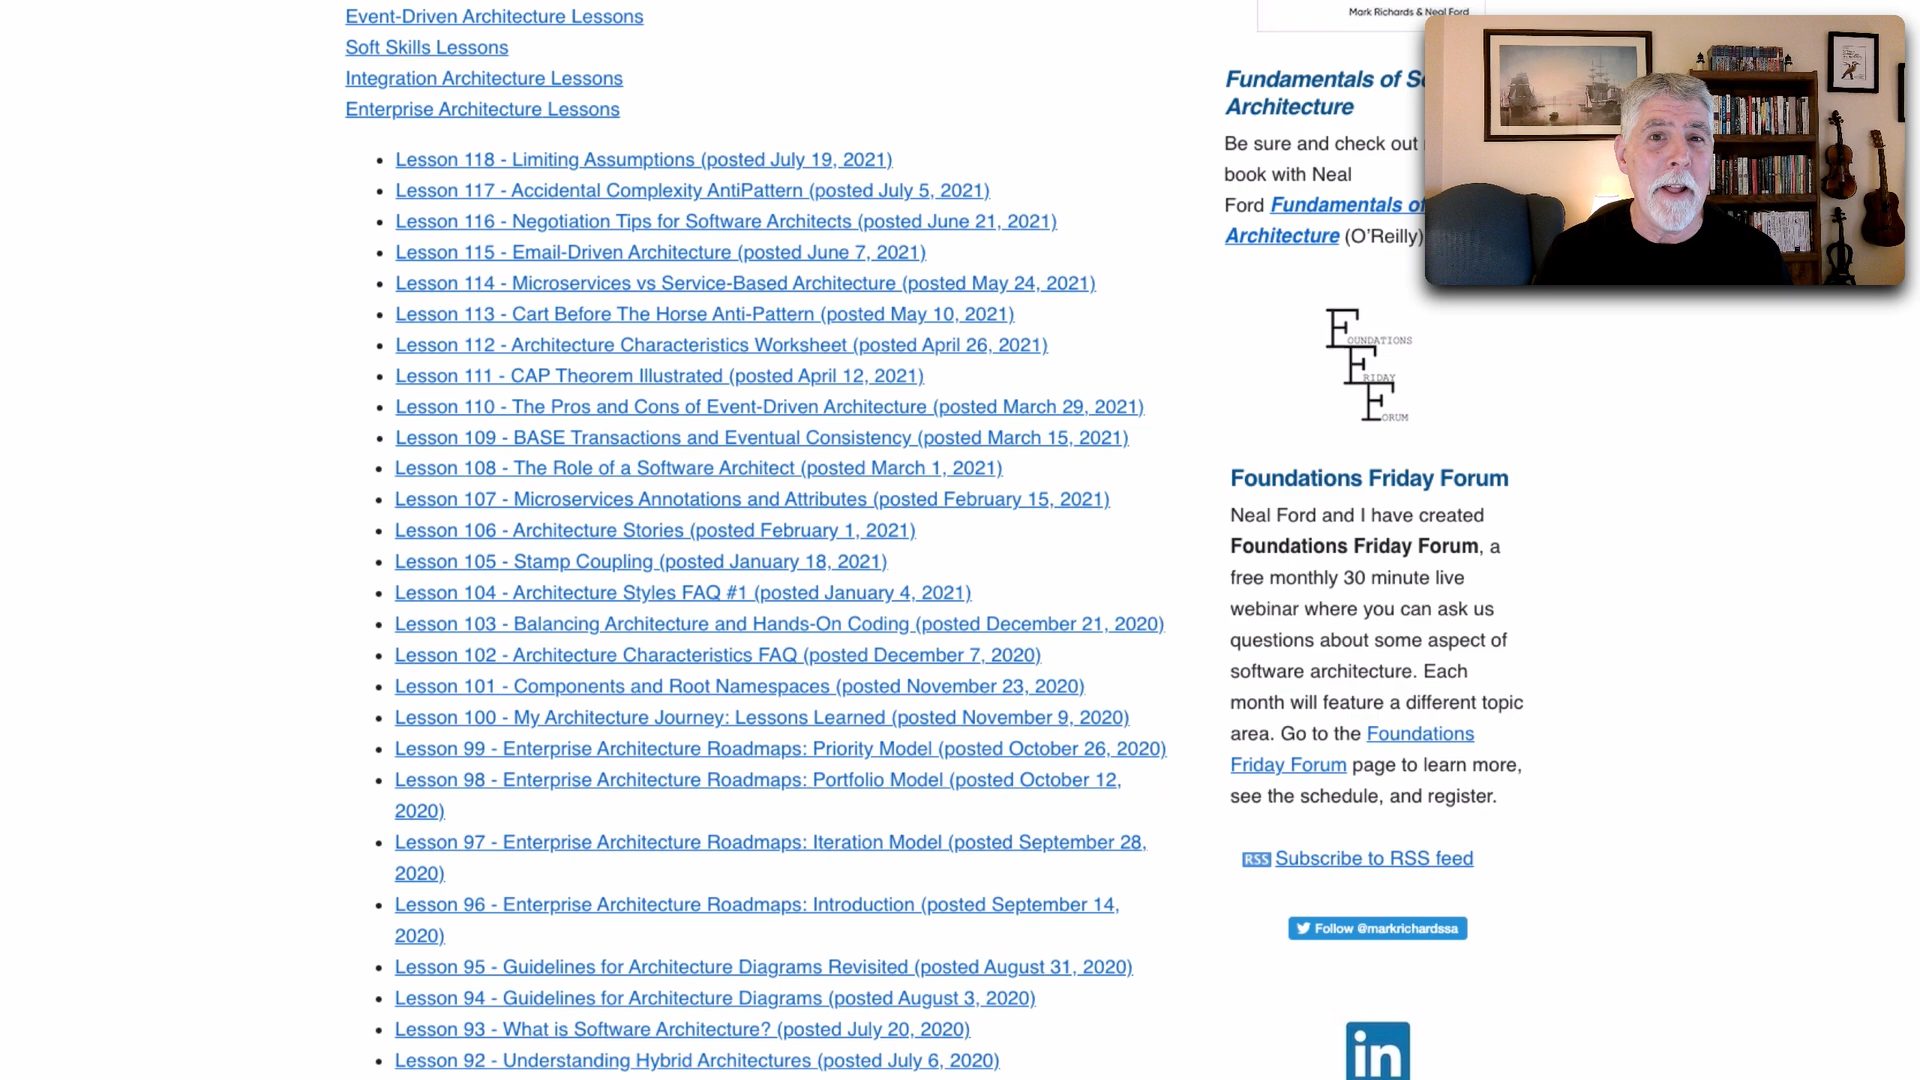 Event-Driven Architecture Lessons
Soft Skills Lessons
Integration Architecture Lessons
Enterprise Architecture Lessons
Lesson 118 - Limiting Assumptions (posted July 19, 2021)
Lesson 117 - Accidental Complexity AntiPattern (posted July 5, 2021)
Lesson 116 - Negotiation Tips for Software Architects (posted June 21, 2021)
Lesson 115 - Email-Driven Architecture (posted June 7, 2021)
Lesson 114 - Microservices vs Service-Based Architecture (posted May 24, 2021)
Lesson 113 - Cart Before The Horse Anti-Pattern (posted May 10, 2021)
Lesson 112 - Architecture Characteristics Worksheet (posted April 26, 2021)
Lesson 111 - CAP Theorem Illustrated (posted April 12, 2021)
Lesson 110 - The Pros and Cons of Event-Driven Architecture (posted March 29, 2021)
Lesson 109 - BASE Transactions and Eventual Consistency (posted March 15, 2021)
Lesson 108 - The Role of a Software Architect (posted March 1, 2021)
Lesson 107 - Microservices Annotations and Attributes (posted February 15, 2021)
Lesson 106 - Architecture Stories (posted February 1, 2021)
Lesson 105 - Stamp Coupling (posted January 18, 2021)
Lesson 104 - Architecture Styles FAQ #1 (posted January 4, 2021)
Lesson 103 - Balancing Architecture and Hands-On Coding (posted December 21, 2020)
Lesson 102 - Architecture Characteristics FAQ (posted December 7, 2020)
Lesson 101 - Components and Root Namespaces (posted November 23, 2020)
Lesson 100 - My Architecture Journey: Lessons Learned (posted November 9, 2020)
Lesson 99 - Enterprise Architecture Roadmaps: Priority Model (posted October 26, 2020)
Lesson 98 - Enterprise Architecture Roadmaps: Portfolio Model (posted October 12,
2020)
Lesson 97 - Enterprise Architecture Roadmaps: Iteration Model (posted September 28,
2020)
Lesson 96 - Enterprise Architecture Roadmaps: Introduction (posted September 14,
2020)
Lesson 95 - Guidelines for Architecture Diagrams Revisited (posted August 31, 2020)
Lesson 94 - Guidelines for Architecture Diagrams (posted August 3, 2020)
Lesson 93 - What is Software Architecture? (posted July 20, 2020)
Lesson 92 - Understanding Hybrid Architectures (posted July 6, 2020)
Mark Richards & Neal Ford
Fundamentals of
Architecture
Be sure and check out
book with Neal
Ford Fundamentals of
Architecture (O'Reilly)
FOUNDATIONS
FRIDAY
FORUM
Foundations Friday Forum
Neal Ford and I have created
Foundations Friday Forum, a
free monthly 30 minute live
webinar where you can ask us
questions about some aspect of
software architecture. Each
month will feature a different topic
area. Go to the Foundations
Friday Forum page to learn more,
see the schedule, and register.
RSS Subscribe to RSS feed
Follow @markrichardssa
in